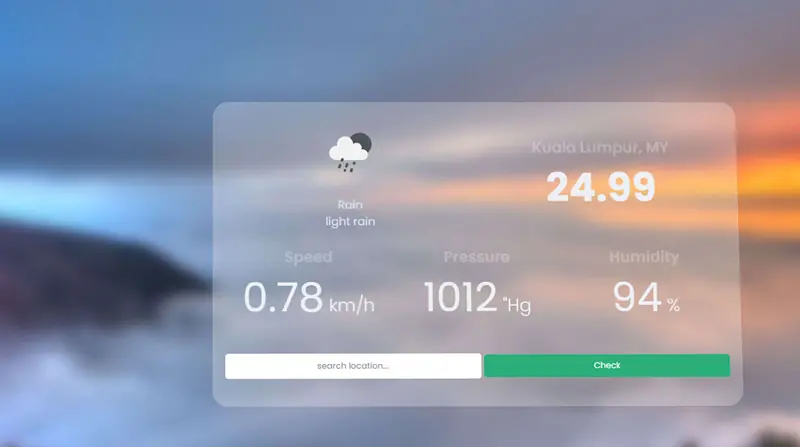 Kuala Lumpur, MY
24.99
Rain
light rain
Speed
Pressure
Humidity
0.78 km/h
1012 "Hg
94 %
search location...
Check